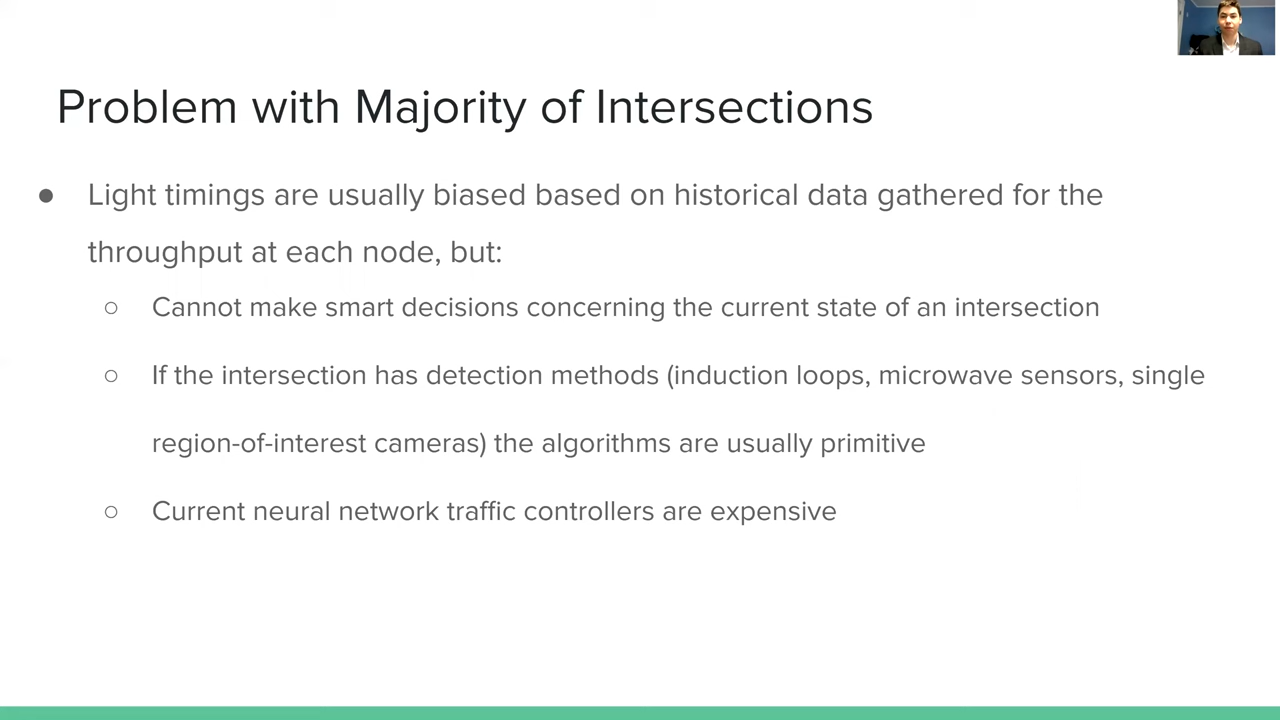 Problem with Majority of Intersections
● Light timings are usually biased based on historical data gathered for the
throughput at each node, but:
○ Cannot make smart decisions concerning the current state of an intersection
○ If the intersection has detection methods (induction loops, microwave sensors, single
region-of-interest cameras) the algorithms are usually primitive
○ Current neural network traffic controllers are expensive